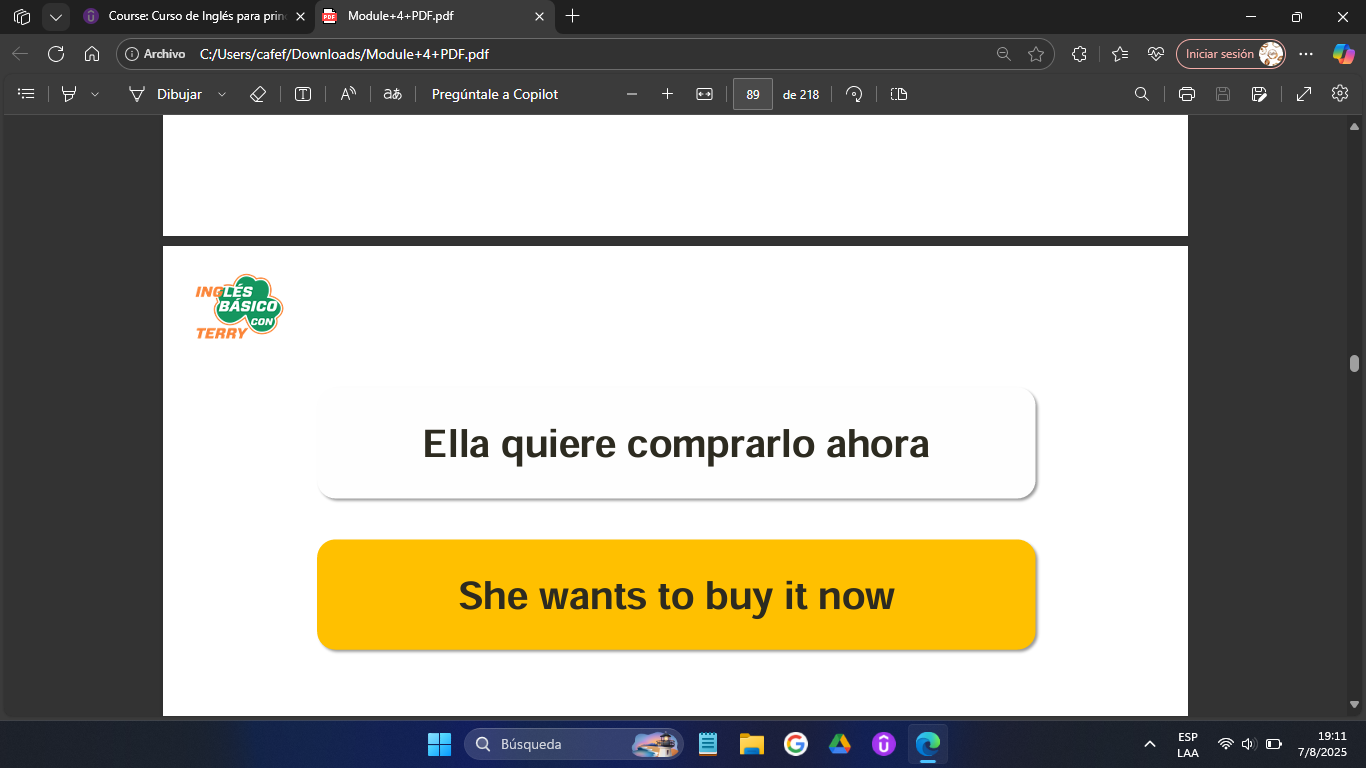 Course: Curso de Inglés para prin
Module+4+PDF.pdf
Archivo
C:/Users/cafef/Downloads/Module+4+PDF.pdf
Iniciar sesión
Dibujar
aあ
Pregúntale a Copilot
89
de 218
INGLÉS
BÁSICO
CON
TERRY
Ella quiere comprarlo ahora
She wants to buy it now
Búsqueda
ESP
LAA
19:11
7/8/2025